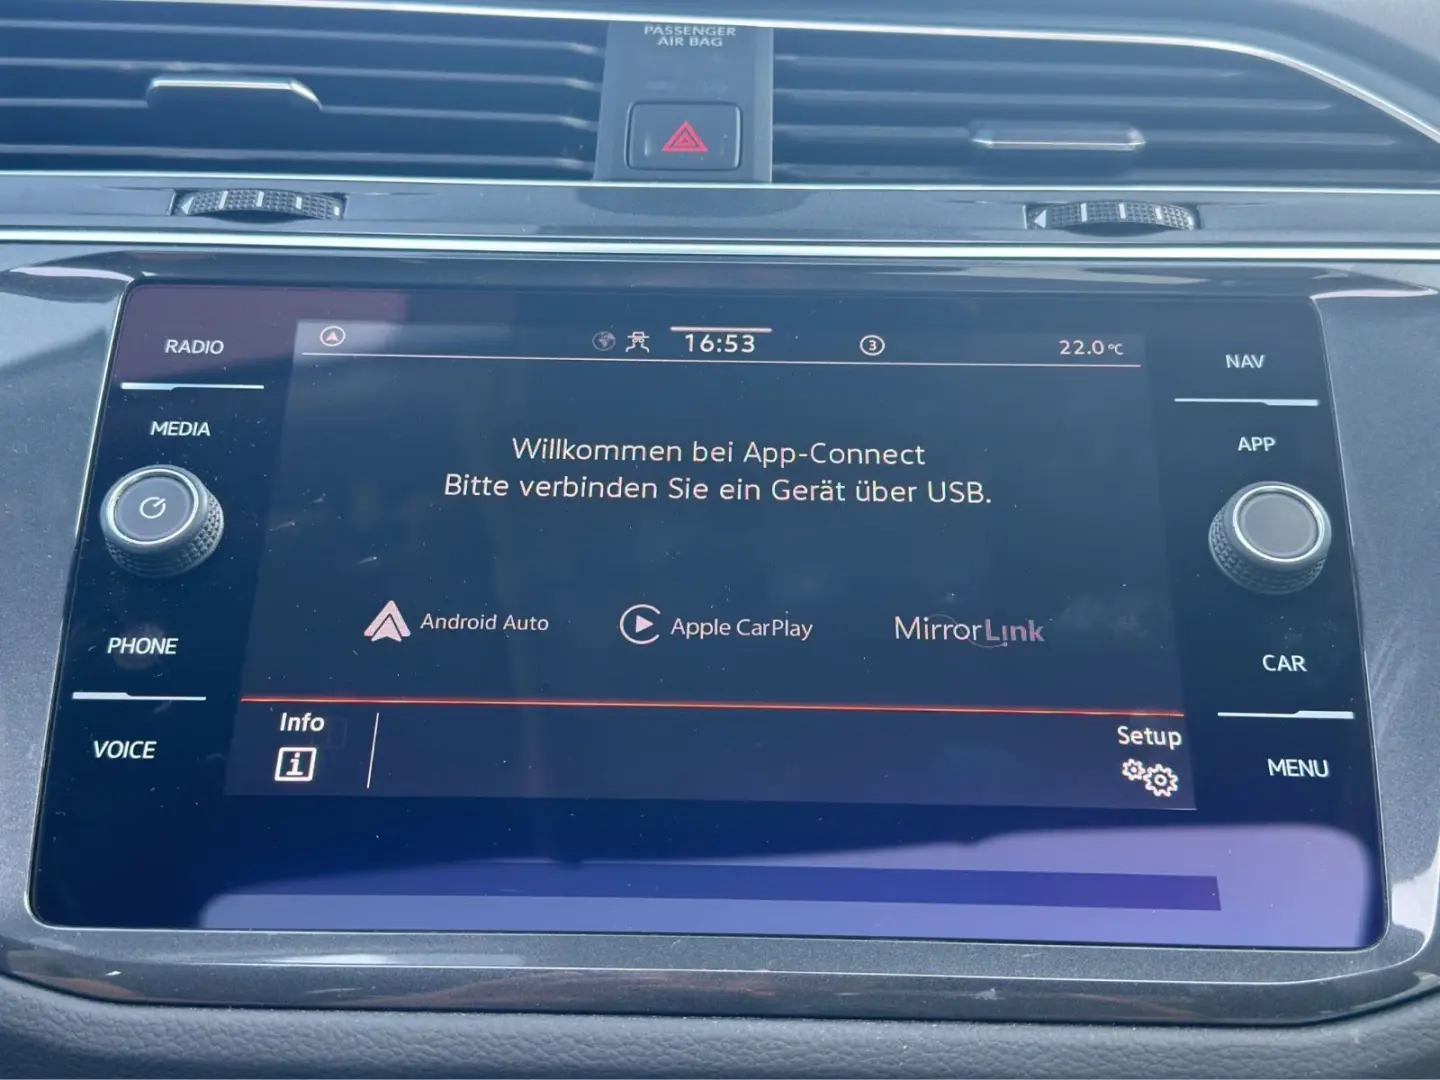 PASSENGER
AIR BAG
RADIO
MEDIA
PHONE
VOICE
16:53
3
22.0°C
Willkommen bei App-Connect
Bitte verbinden Sie ein Gerät über USB.
Android Auto
Apple CarPlay
MirrorLink
Info
i
Setup
NAV
APP
CAR
MENU